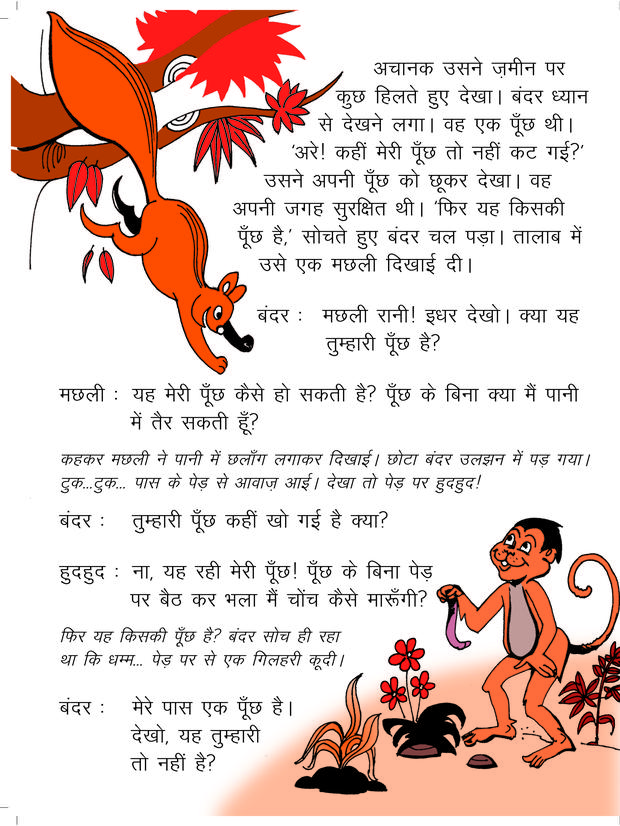 अचानक उसने ज़मीन पर
कुछ हिलते हुए देखा। बंदर ध्यान
से देखने लगा। वह एक पूँछ थी।
'अरे! कहीं मेरी पूँछ तो नहीं कट गई?'
उसने अपनी पूँछ को छूकर देखा। वह
अपनी जगह सुरक्षित थी। 'फिर यह किसकी
पूँछ है,' सोचते हुए बंदर चल पड़ा। तालाब में
उसे एक मछली दिखाई दी।
बंदर : मछली रानी! इधर देखो। क्या यह
तुम्हारी पूँछ है?
मछली : यह मेरी पूँछ कैसे हो सकती है? पूँछ के बिना क्या मैं पानी
में तैर सकती हूँ?
कहकर मछली ने पानी में छलाँग लगाकर दिखाई। छोटा बंदर उलझन में पड़ गया।
टुक...टुक... पास के पेड़ से आवाज़ आई। देखा तो पेड़ पर हुदहुद!
बंदर : तुम्हारी पूँछ कहीं खो गई है क्या?
हुदहुद : ना, यह रही मेरी पूँछ! पूँछ के बिना पेड़
पर बैठ कर भला मैं चोंच कैसे मारूँगी?
फिर यह किसकी पूँछ है? बंदर सोच ही रहा
था कि धम्म... पेड़ पर से एक गिलहरी कूदी।
बंदर : मेरे पास एक पूँछ है।
देखो, यह तुम्हारी
तो नहीं है?